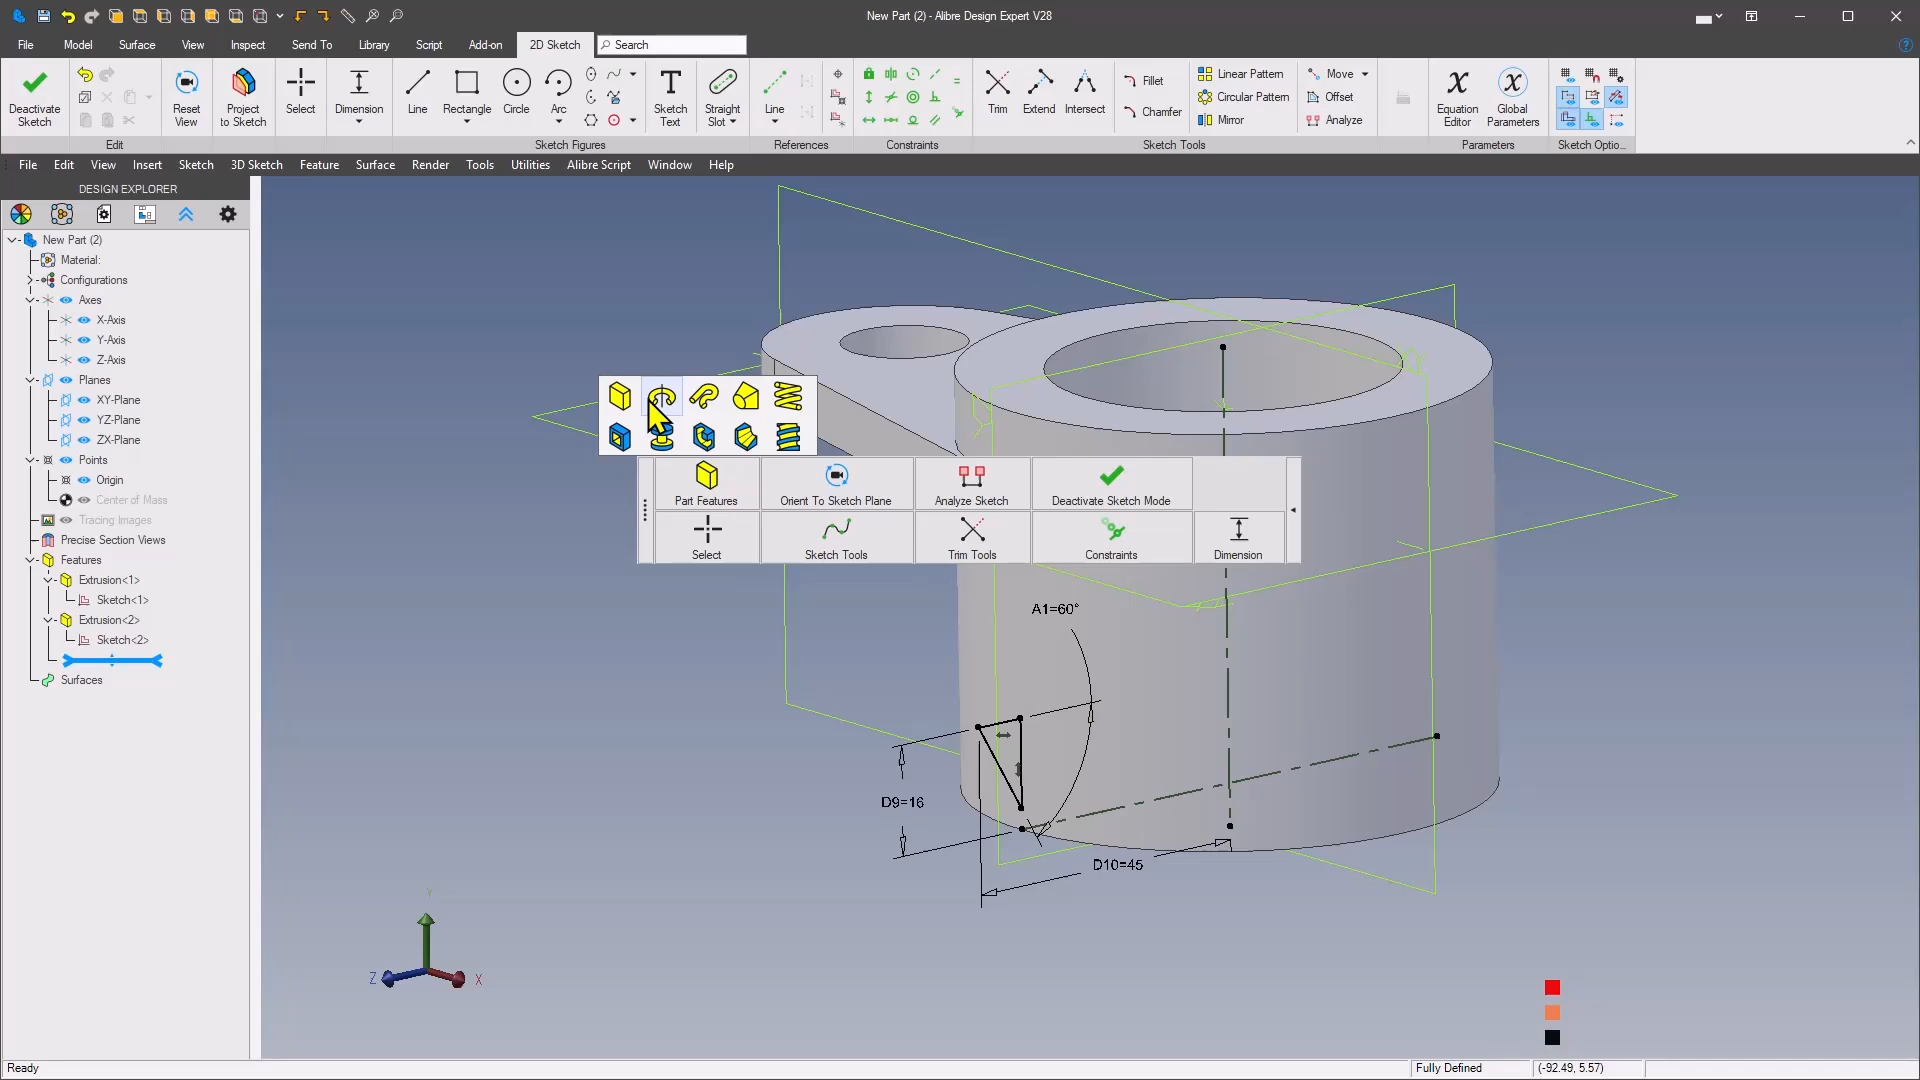 New Part (2) - Alibre Design Expert V28
File
Model
Surface
View
Inspect
Send To
Library
Script
Add-on
2D Sketch
Search
Deactivate
Sketch
Reset
View
Project
to Sketch
Select
Dimension
Line
Rectangle
Circle
Arc
Sketch
Text
Straight
Slot
Line
Trim
Extend
Intersect
Fillet
Chamfer
Linear Pattern
Circular Pattern
Mirror
Move
Offset
Analyze
Equation
Editor
Global
Parameters
Edit
Sketch Figures
References
Constraints
Sketch Tools
Parameters
Sketch Optio...
File
Edit
View
Insert
Sketch
3D Sketch
Feature
Surface
Render
Tools
Utilities
Alibre Script
Window
Help
DESIGN EXPLORER
New Part (2)
Material:
Configurations
Axes
X-Axis
Y-Axis
Z-Axis
Planes
XY-Plane
YZ-Plane
ZX-Plane
Points
Origin
Center of Mass
Tracing Images
Precise Section Views
Features
Extrusion<1>
Sketch<1>
Extrusion<2>
Sketch<2>
Surfaces
Part Features
Orient To Sketch Plane
Analyze Sketch
Deactivate Sketch Mode
Select
Sketch Tools
Trim Tools
Constraints
Dimension
A1=60°
D9=16
D10=45
Y
Z
X
Ready
Fully Defined
(-92.49, 5.57)